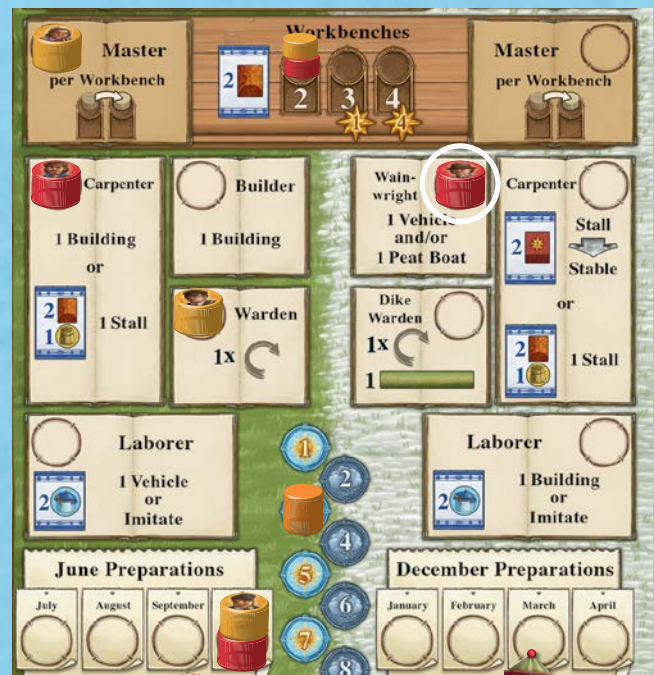 Workbenches
Master
per Workbench
2
2
3
4
1
4
Master
per Workbench
Carpenter
1 Building
or
2
1
1 Stall
Builder
1 Building
Warden
1x
Wain-
wright
1 Vehicle
and/or
1 Peat Boat
Dike
Warden
1x
1
Carpenter
2
Stall
Stable
or
2
1
1 Stall
Laborer
2
1 Vehicle
or
Imitate
1
2
4
5
6
7
8
Laborer
2
1 Building
or
Imitate
June Preparations
July
August
September
December Preparations
January
February
March
April